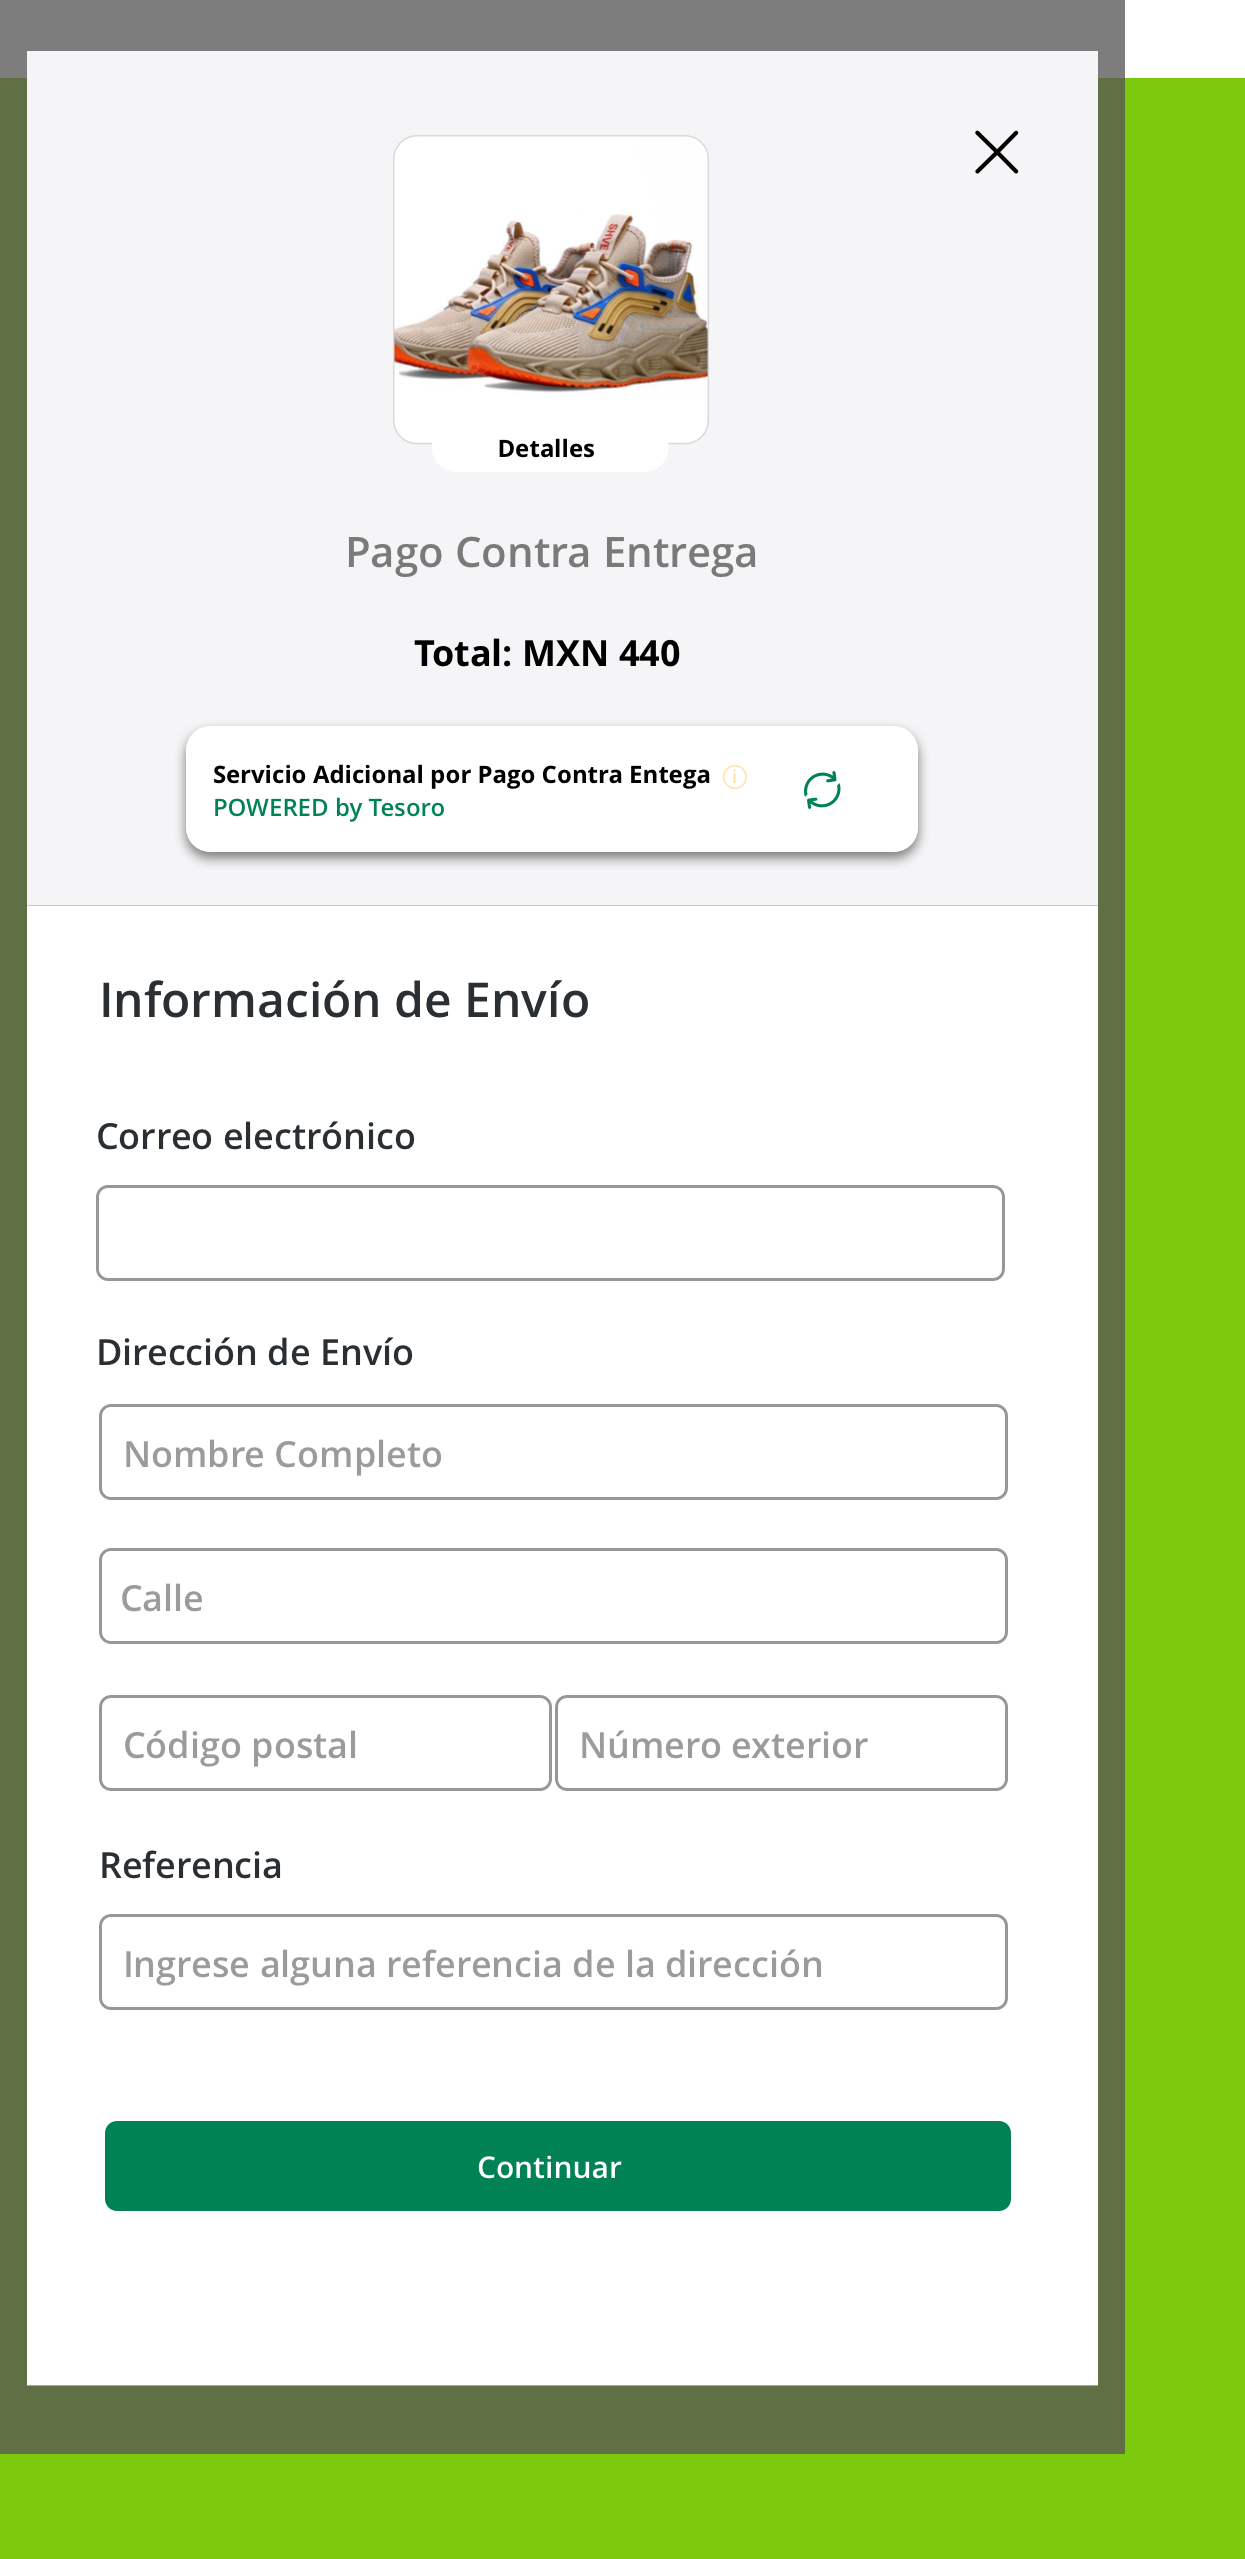 SHVE
Detalles
Pago Contra Entrega
Total: MXN 440
Servicio Adicional por Pago Contra Entega
POWERED by Tesoro
Información de Envío
Correo electrónico
Dirección de Envío
Nombre Completo
Calle
Código postal
Número exterior
Referencia
Ingrese alguna referencia de la dirección
Continuar